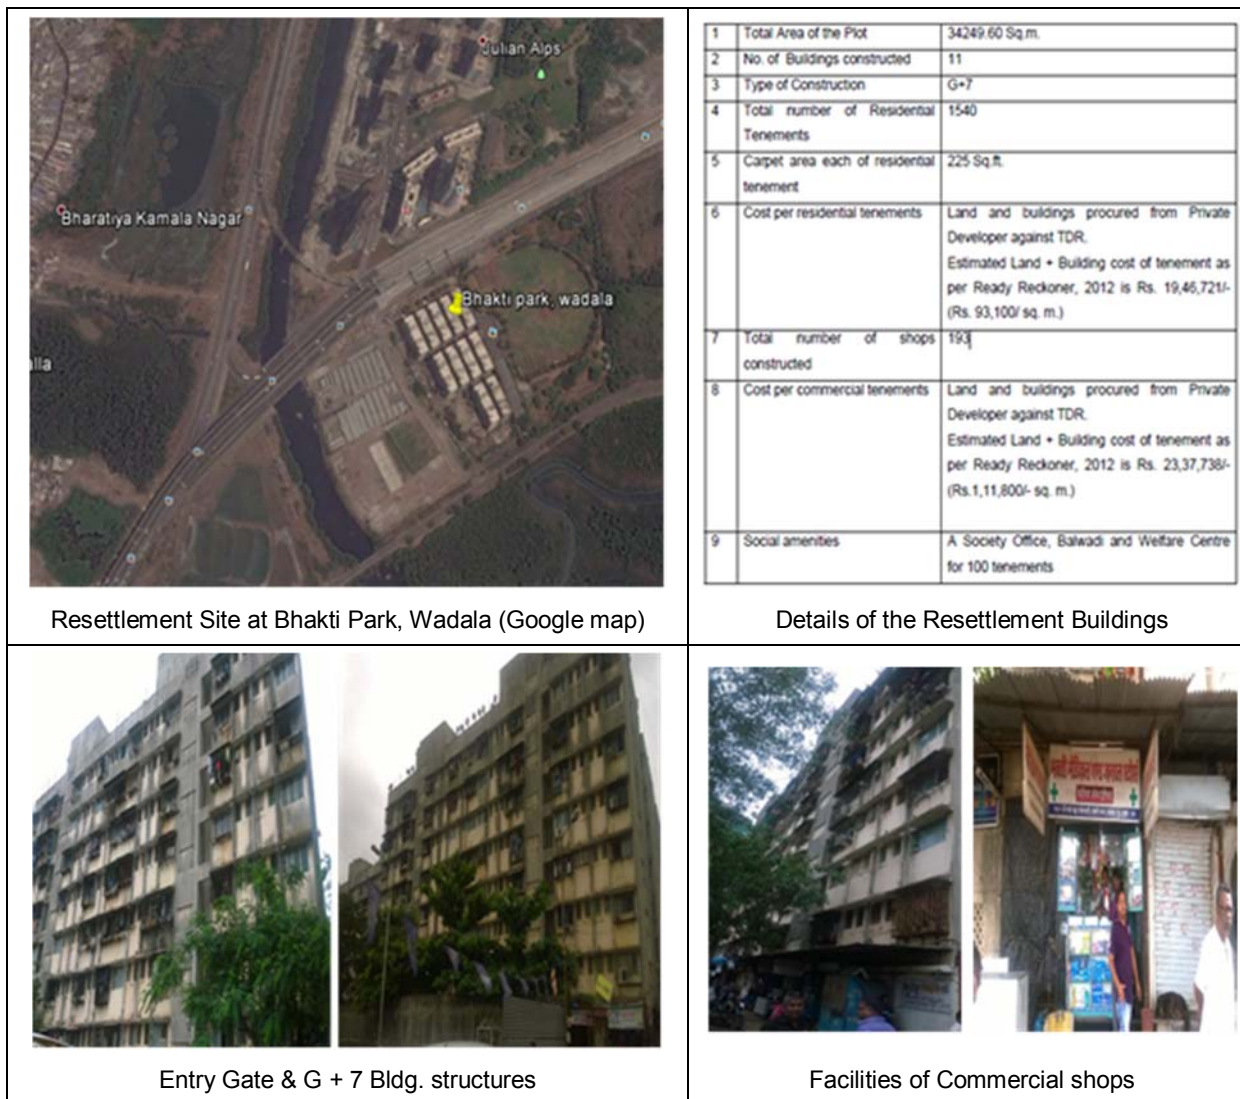 Julian Alps
Bharatiya Kamala Nagar
Bhakti park, wadala
alla
Resettlement Site at Bhakti Park, Wadala (Google map)
1 Total Area of the Plot 34249.60 Sq.m.
2 No. of Buildings constructed 11
3 Type of Construction G+7
4 Total number of Residential 1540
Tenements
5 Carpet area each of residential 225 Sq.ft.
tenement
6 Cost per residential tenements Land and buildings procured from Private
Developer against TDR.
Estimated Land + Building cost of tenement as
per Ready Reckoner, 2012 is Rs. 19,46,721/-
(Rs. 93,100/ sq. m.)
7 Total number of shops 193
constructed
8 Cost per commercial tenements Land and buildings procured from Private
Developer against TDR.
Estimated Land + Building cost of tenement as
per Ready Reckoner, 2012 is Rs. 23,37,738/-
(Rs.1,11,800/- sq. m.)
9 Social amenities A Society Office, Balwadi and Welfare Centre
for 100 tenements
Details of the Resettlement Buildings
Entry Gate & G + 7 Bldg. structures
Facilities of Commercial shops